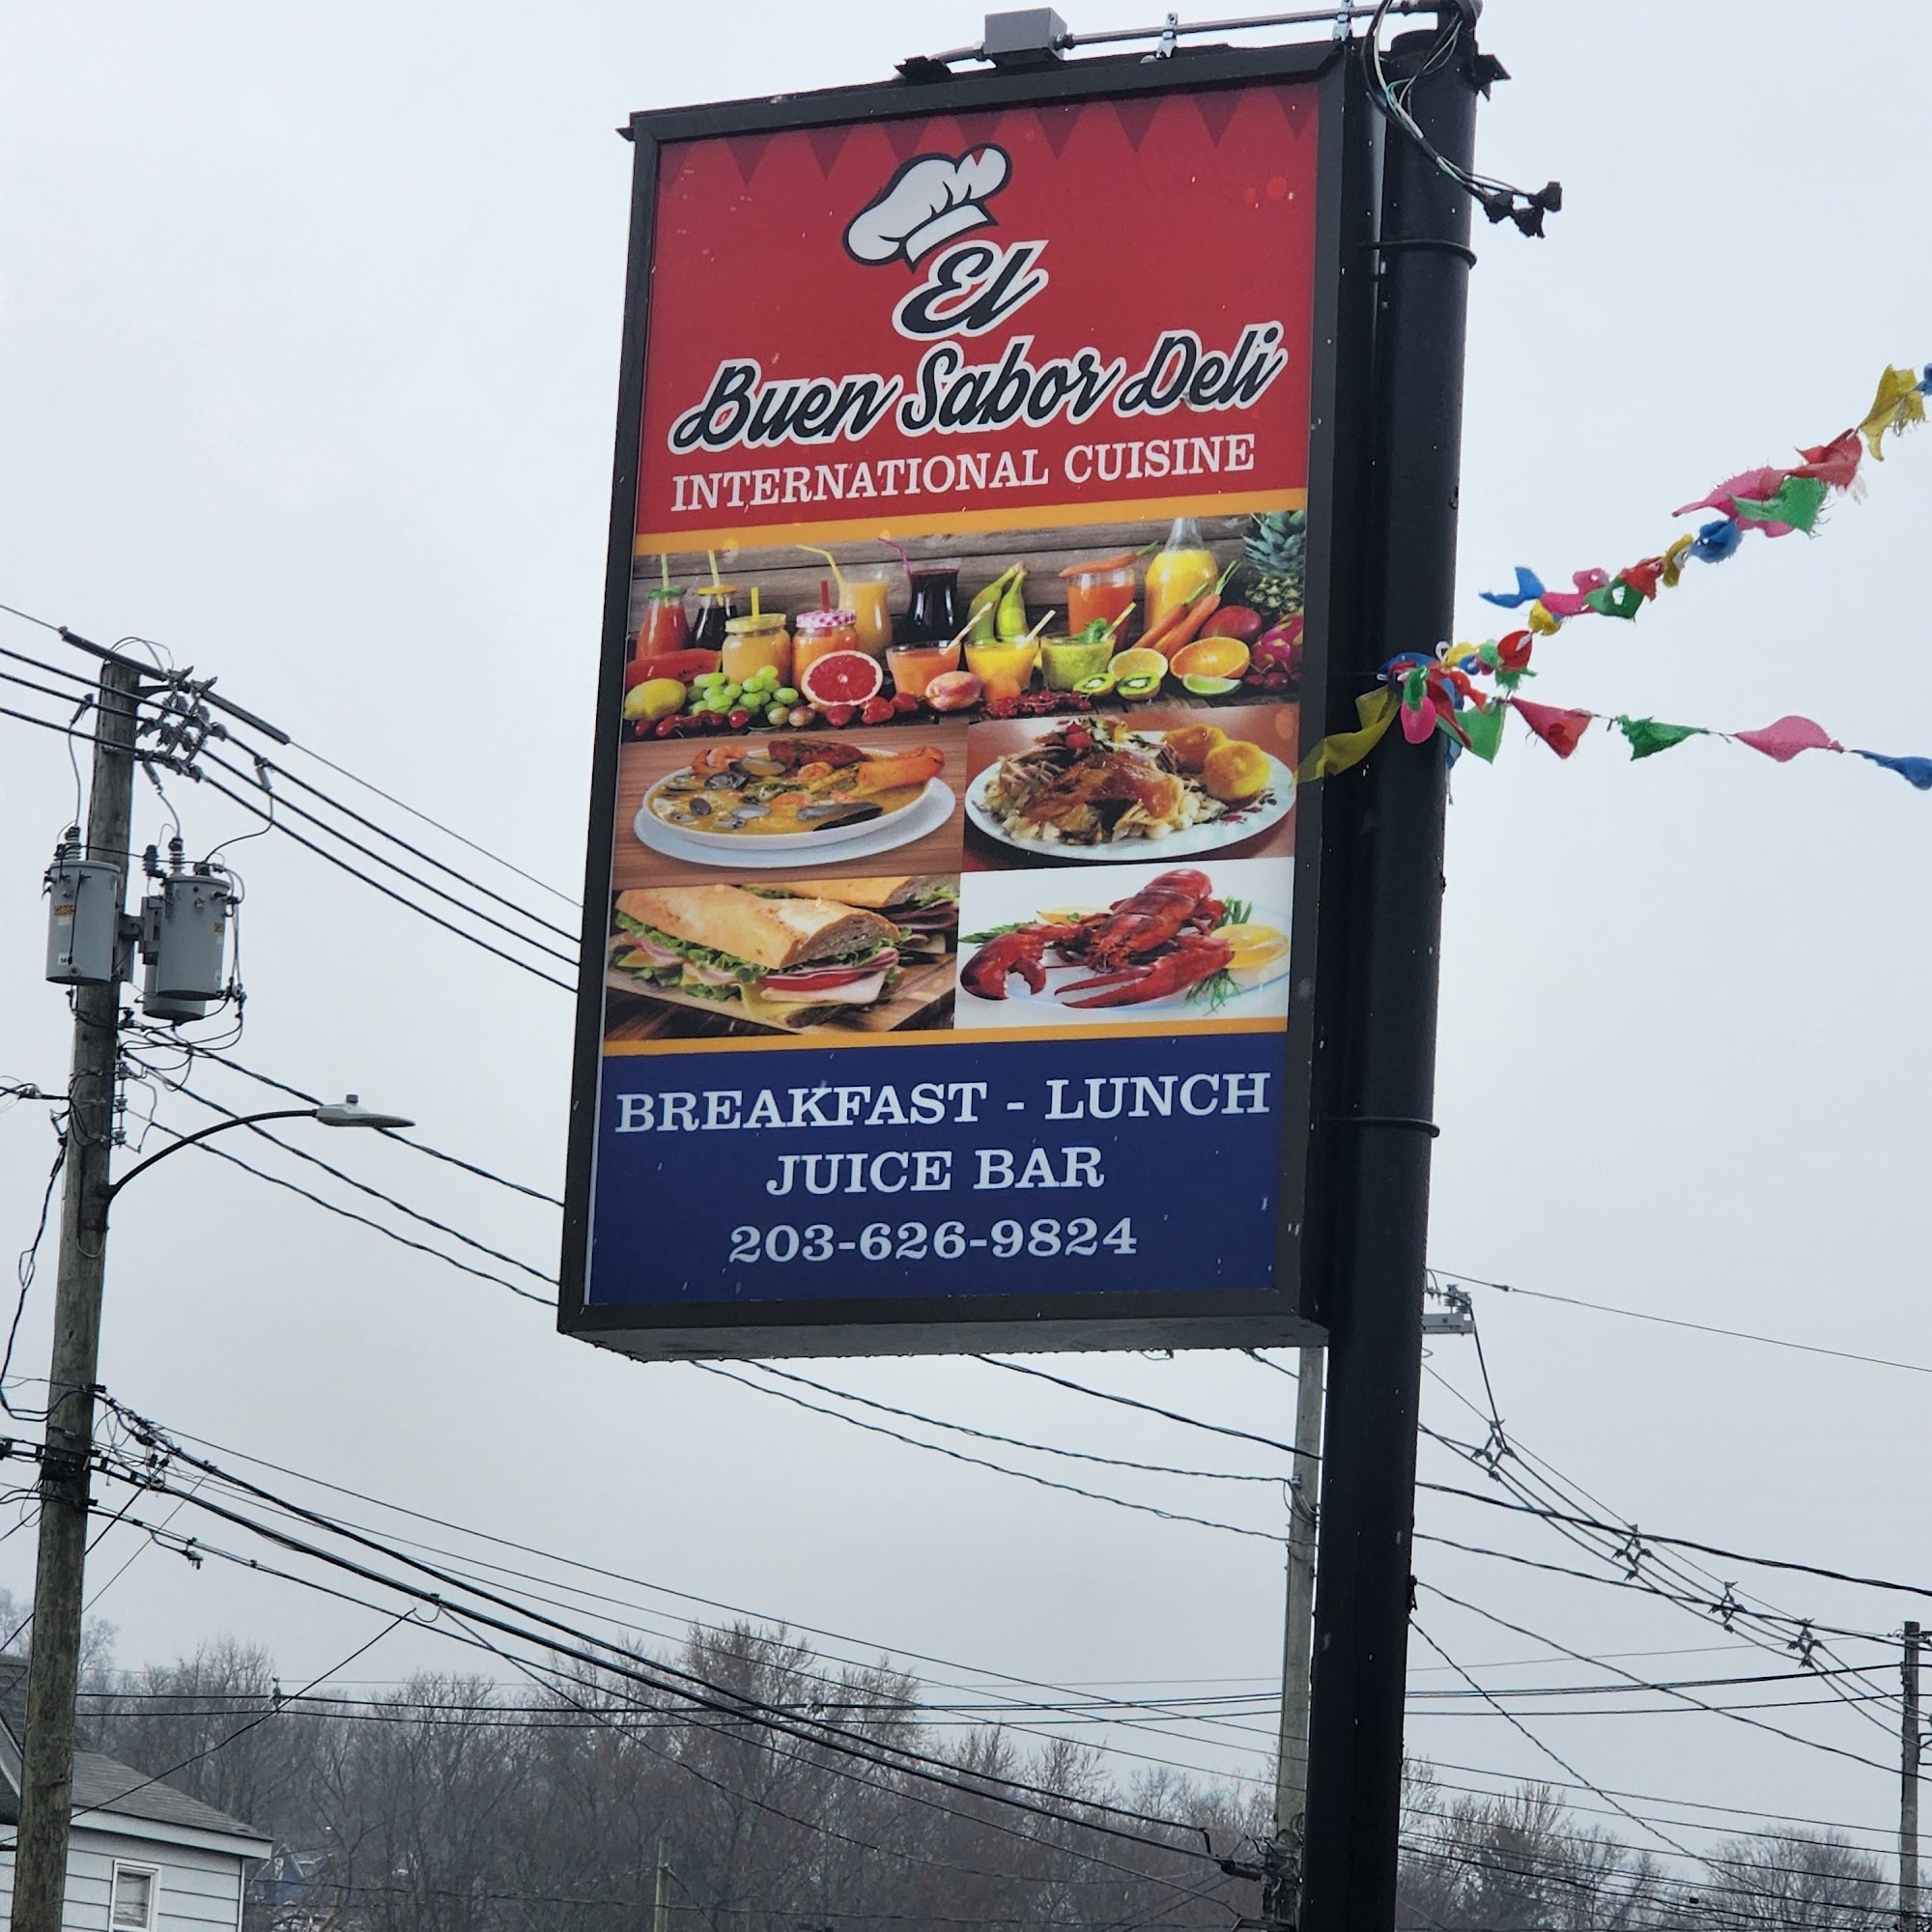 El
Buen Sabor Deli
INTERNATIONAL CUISINE
BREAKFAST - LUNCH
JUICE BAR
203-626-9824